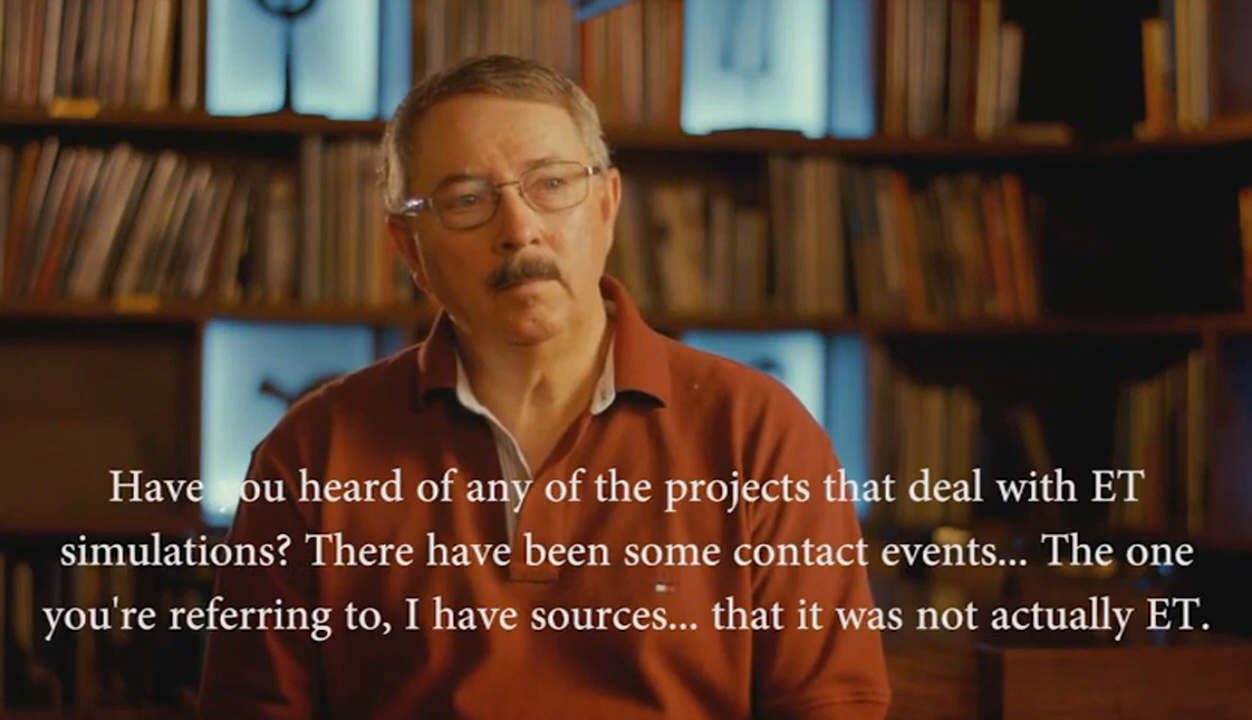 Have you heard of any of the projects that deal with ET
simulations? There have been some contact events... The one
you're referring to, I have sources... that it was not actually ET.